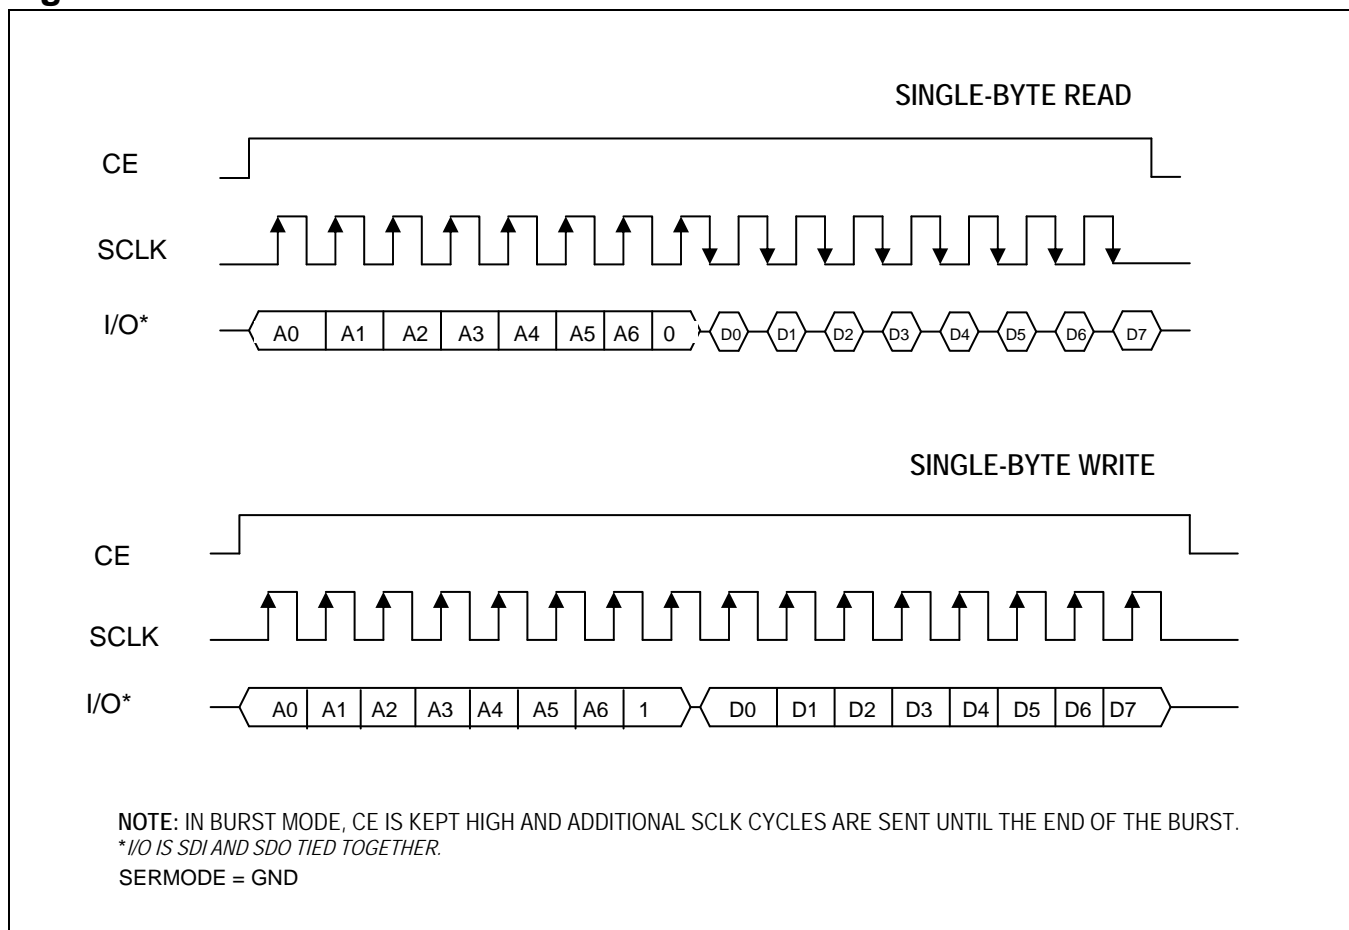 SINGLE-BYTE READ
CE
SCLK
I/O*
A0 A1 A2 A3 A4 A5 A6 0 D0 D1 D2 D3 D4 D5 D6 D7
SINGLE-BYTE WRITE
CE
SCLK
I/O*
A0 A1 A2 A3 A4 A5 A6 1 D0 D1 D2 D3 D4 D5 D6 D7
NOTE: IN BURST MODE, CE IS KEPT HIGH AND ADDITIONAL SCLK CYCLES ARE SENT UNTIL THE END OF THE BURST.
*I/O IS SDI AND SDO TIED TOGETHER.
SERMODE = GND